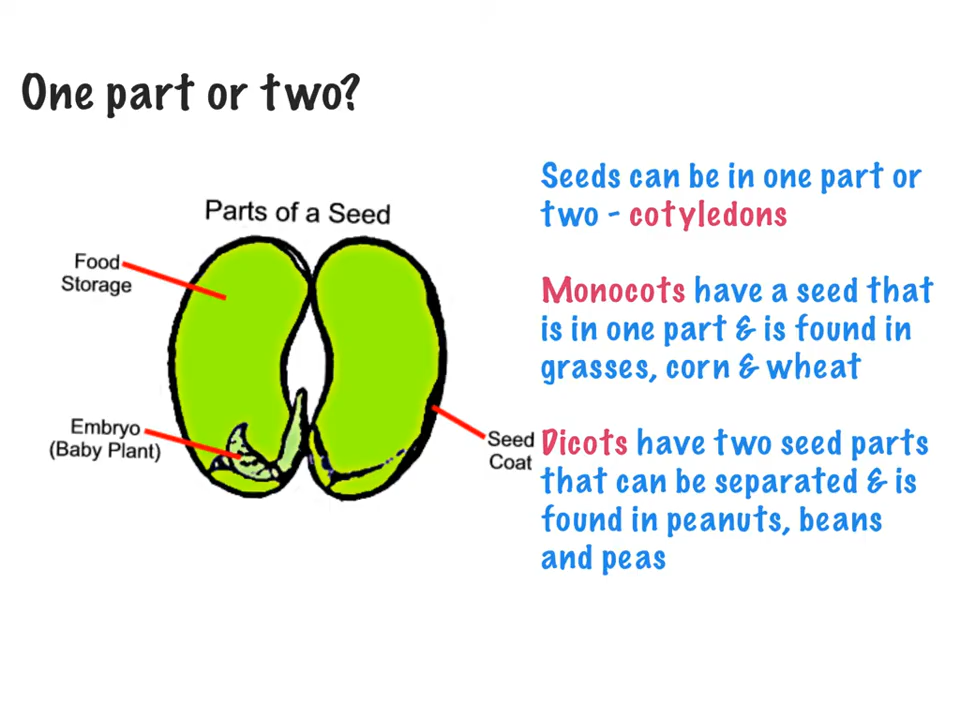 One part or two?
Parts of a Seed
Food
Storage
Embryo
(Baby Plant)
Seed
Coat
Seeds can be in one part or
two - cotyledons
Monocots have a seed that
is in one part & is found in
grasses, corn & wheat
Dicots have two seed parts
that can be separated & is
found in peanuts, beans
and peas